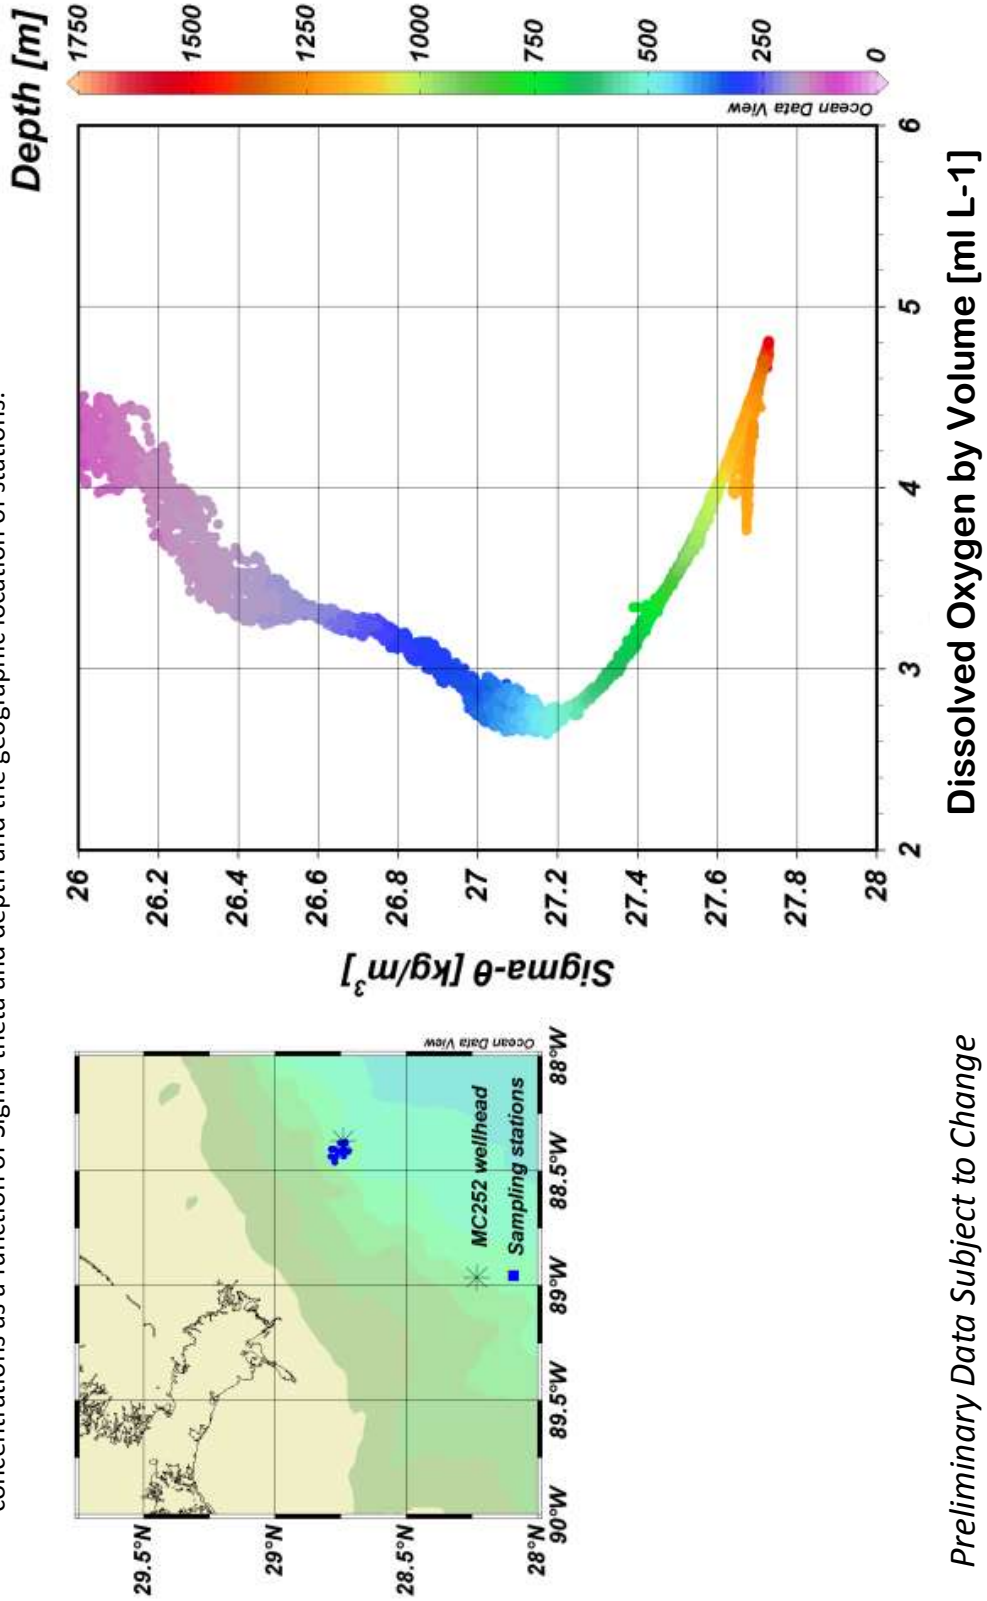 concentrations as a function of Sigma-theta and depth and the geographic location of stations.
29.5°N
29°N
28.5°N
28°N
90°W
89.5°W
89°W
88.5°W
88°W
MC252 wellhead
Sampling stations
Ocean Data View
Sigma-θ [kg/m³]
26
26.2
26.4
26.6
26.8
27
27.2
27.4
27.6
27.8
28
2
3
4
5
6
Dissolved Oxygen by Volume [ml L-1]
Depth [m]
1750
1500
1250
1000
750
500
250
0
Ocean Data View
Preliminary Data Subject to Change